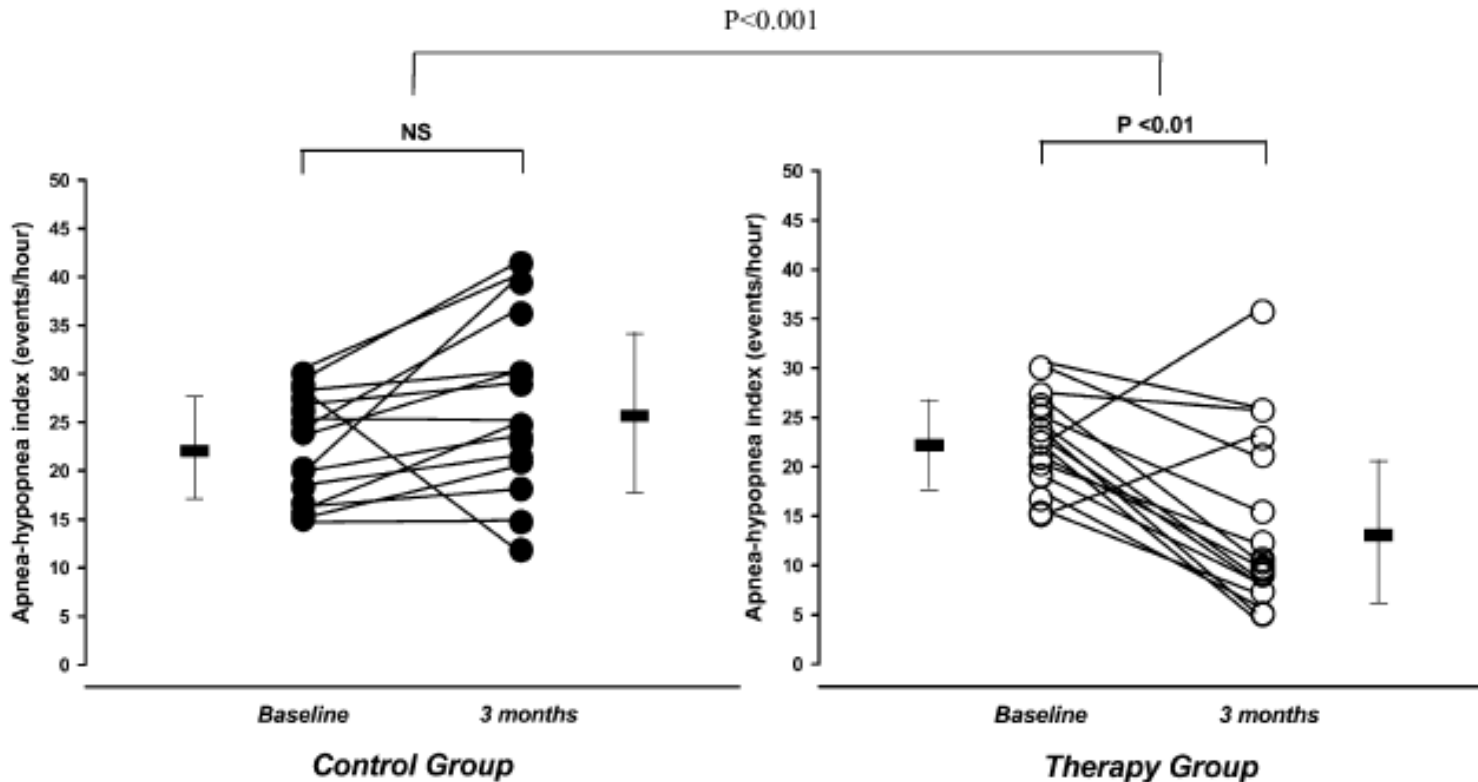 P<0.001
NS
P <0.01
Apnea-hypopnea index (events/hour)
50
45
40
35
30
25
20
15
10
5
0
Baseline
3 months
Control Group
Apnea-hypopnea index (events/hour)
50
45
40
35
30
25
20
15
10
5
0
Baseline
3 months
Therapy Group